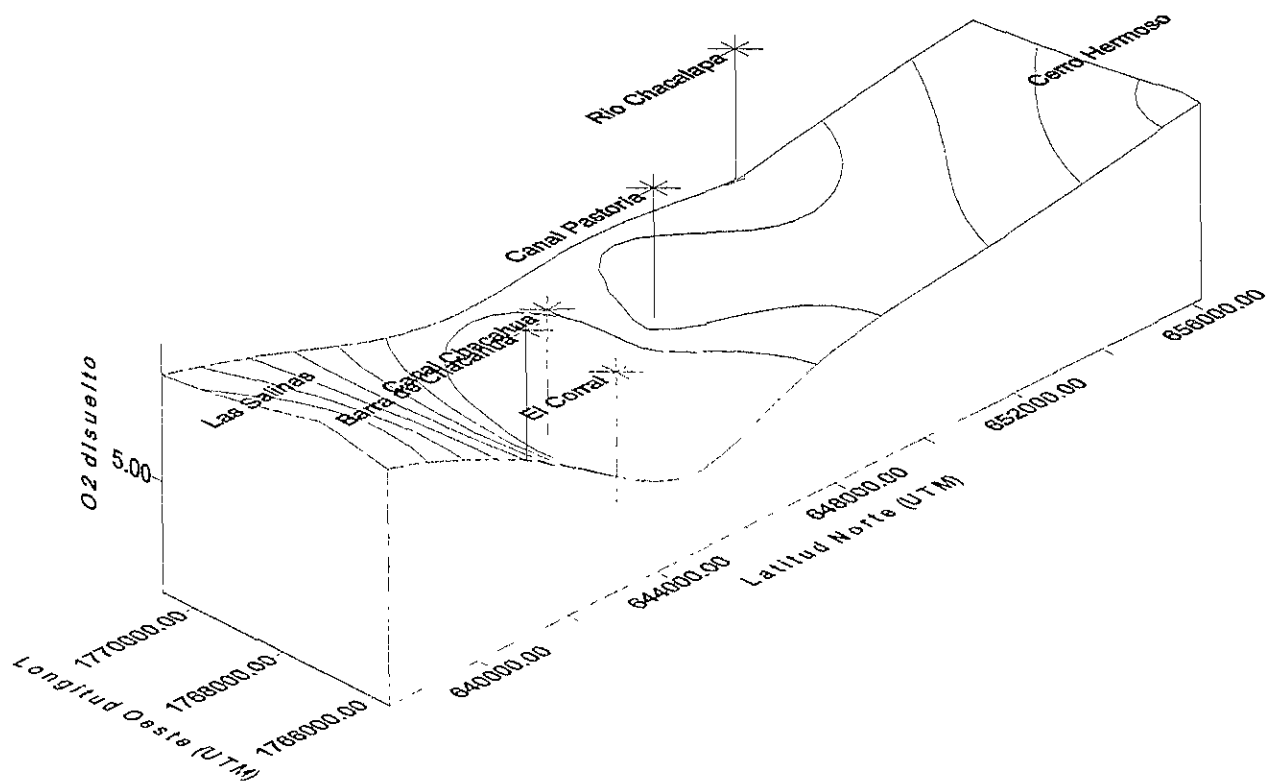 Cerro Hermoso
Rio Chacalapa
Canal Pastoria
Canal Chacahua
Barra de Chacahua
El Corral
Las Salinas
O2 disuelto
5.00
656000.00
652000.00
648000.00
644000.00
640000.00
Latitud Norte (UTM)
1770000.00
1768000.00
1766000.00
Longitud Oeste (UTM)